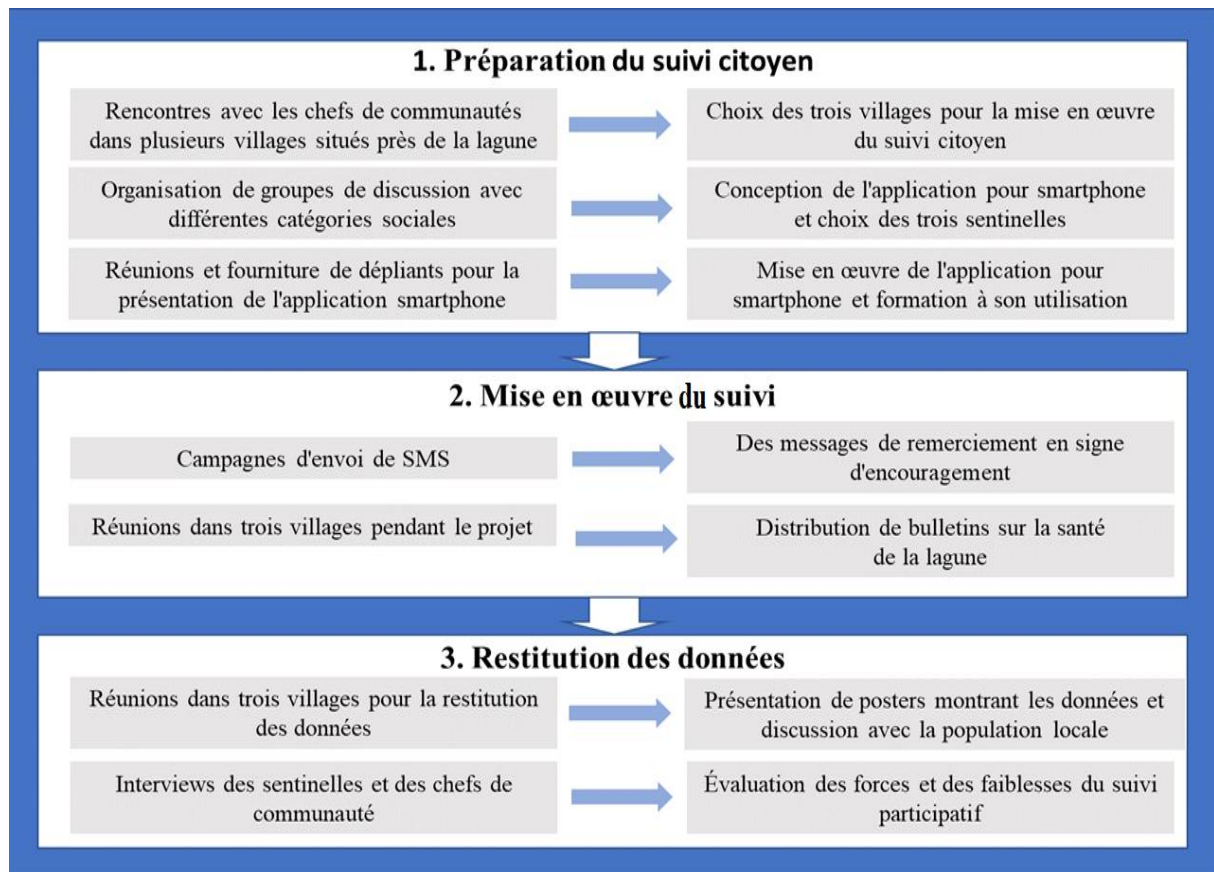 1. Préparation du suivi citoyen
Rencontres avec les chefs de communautés
dans plusieurs villages situés près de la lagune
Choix des trois villages pour la mise en œuvre
du suivi citoyen
Organisation de groupes de discussion avec
différentes catégories sociales
Conception de l'application pour smartphone
et choix des trois sentinelles
Réunions et fourniture de dépliants pour la
présentation de l'application smartphone
Mise en œuvre de l'application pour
smartphone et formation à son utilisation
2. Mise en œuvre du suivi
Campagnes d'envoi de SMS
Des messages de remerciement en signe
d'encouragement
Réunions dans trois villages pendant le projet
Distribution de bulletins sur la santé
de la lagune
3. Restitution des données
Réunions dans trois villages pour la restitution
des données
Présentation de posters montrant les données et
discussion avec la population locale
Interviews des sentinelles et des chefs de
communauté
Évaluation des forces et des faiblesses du suivi
participatif